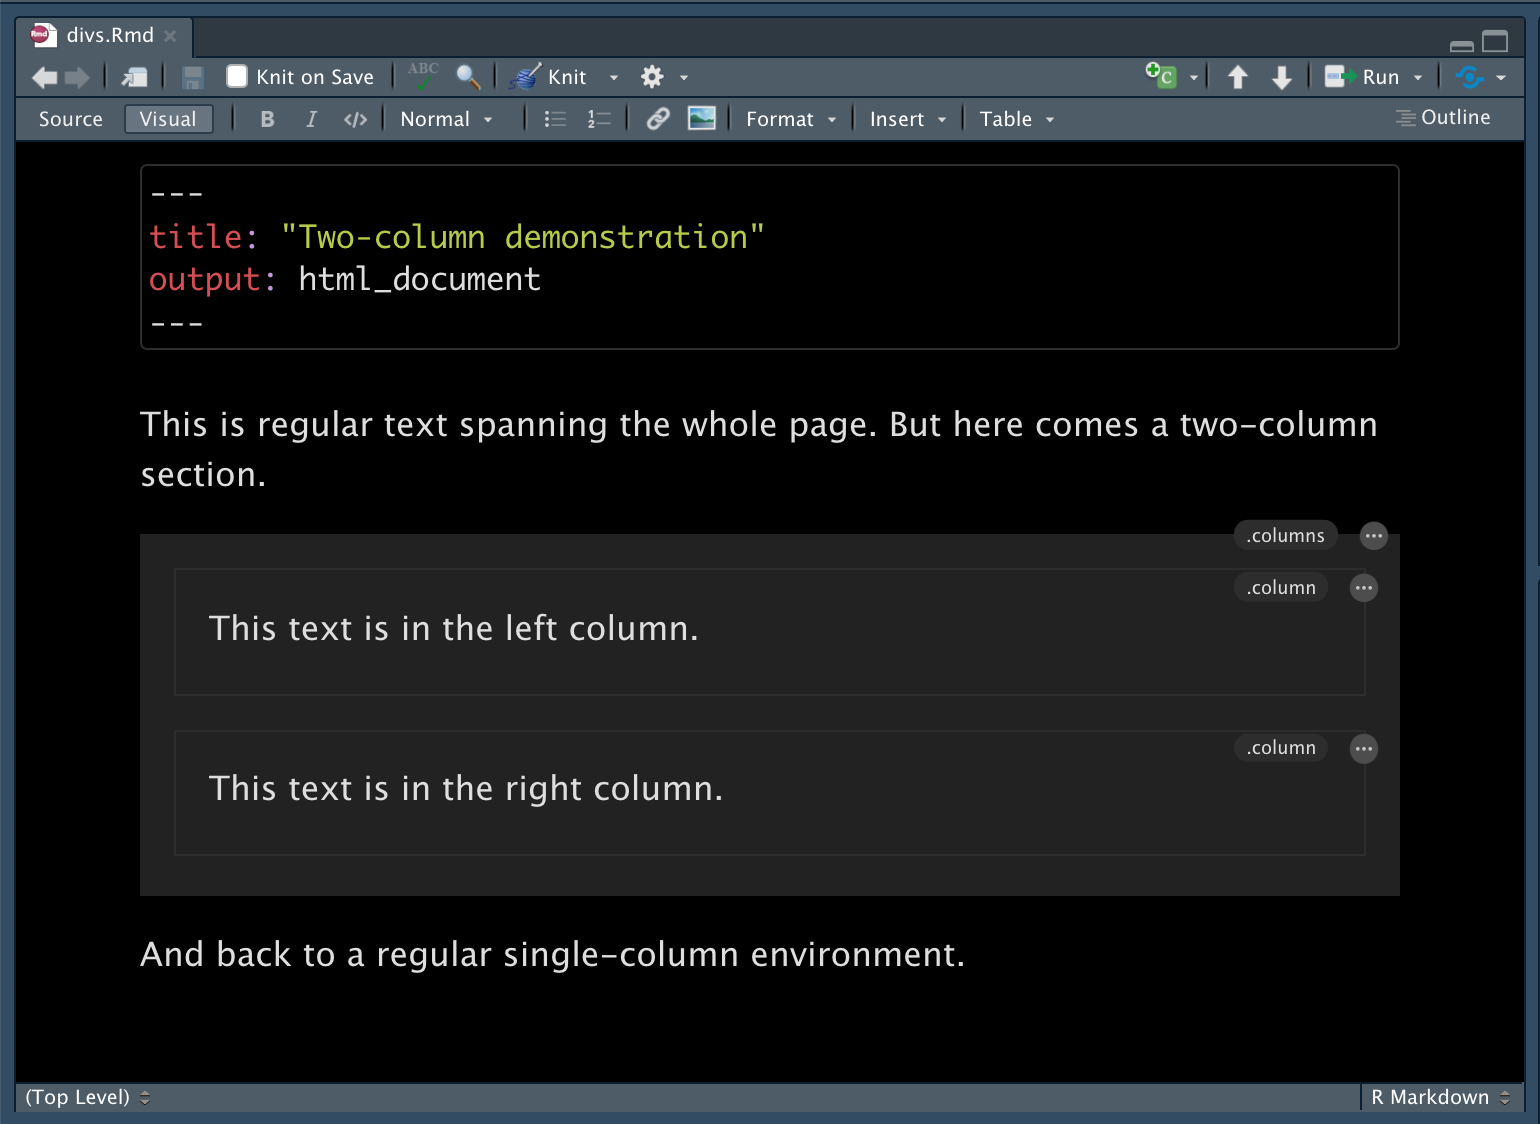 Rmd divs.Rmd
Knit on Save ABC Knit C Run
Source Visual B I </> Normal 1 2 Format Insert Table Outline
---
title: "Two-column demonstration"
output: html_document
---
This is regular text spanning the whole page. But here comes a two-column
section.
.columns
.column
This text is in the left column.
.column
This text is in the right column.
And back to a regular single-column environment.
(Top Level) R Markdown